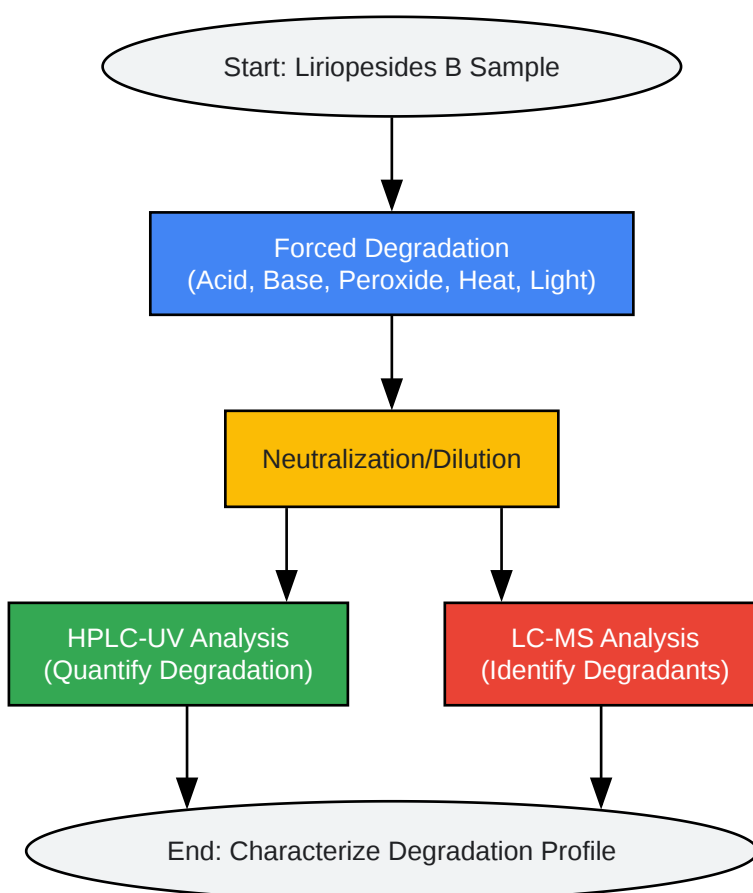 Start: Liriopesides B Sample
Forced Degradation
(Acid, Base, Peroxide, Heat, Light)
Neutralization/Dilution
HPLC-UV Analysis
(Quantify Degradation)
LC-MS Analysis
(Identify Degradants)
End: Characterize Degradation Profile